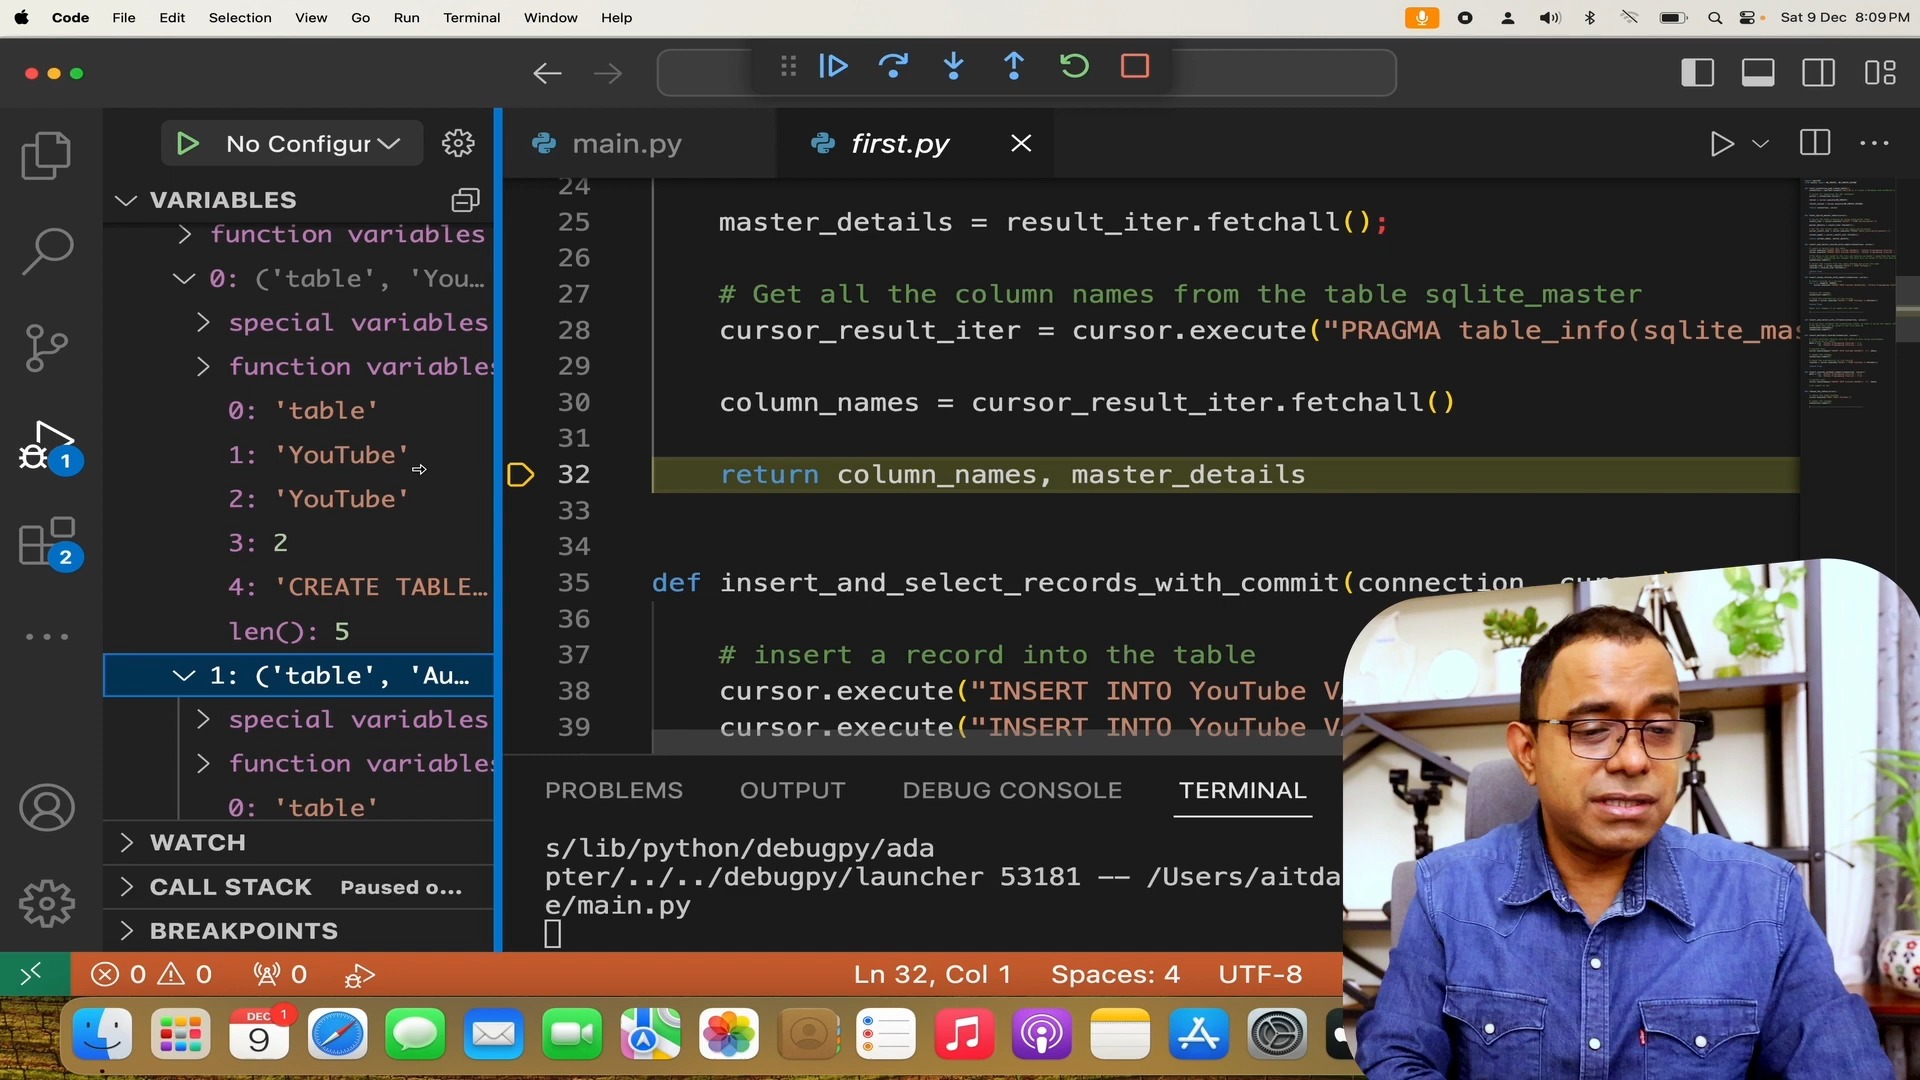 Code File Edit Selection View Go Run Terminal Window Help Sat 9 Dec 8:09 PM
No Configur
main.py
first.py
VARIABLES
function variables
0: ('table', 'You...
special variables
function variables
0: 'table'
1: 'YouTube'
2: 'YouTube'
3: 2
4: 'CREATE TABLE...
len(): 5
1: ('table', 'Au...
special variables
function variables
0: 'table'
WATCH
CALL STACK Paused o...
BREAKPOINTS
1
2
24
25 master_details = result_iter.fetchall();
26
27 # Get all the column names from the table sqlite_master
28 cursor_result_iter = cursor.execute("PRAGMA table_info(sqlite_mas
29
30 column_names = cursor_result_iter.fetchall()
31
32 return column_names, master_details
33
34
35 def insert_and_select_records_with_commit(connection,
36
37 # insert a record into the table
38 cursor.execute("INSERT INTO YouTube V
39 cursor.execute("INSERT INTO YouTube V
PROBLEMS OUTPUT DEBUG CONSOLE TERMINAL
s/lib/python/debugpy/ada
pter/../../debugpy/launcher 53181 -- /Users/aitda
e/main.py
0 0 0 Ln 32, Col 1 Spaces: 4 UTF-8
DEC 1
9